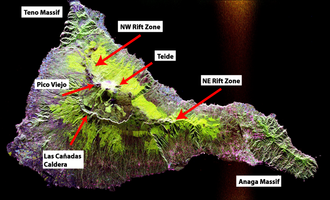 Teno Massif
NW Rift Zone
Teide
Pico Viejo
NE Rift Zone
Las Cañadas
Caldera
Anaga Massif